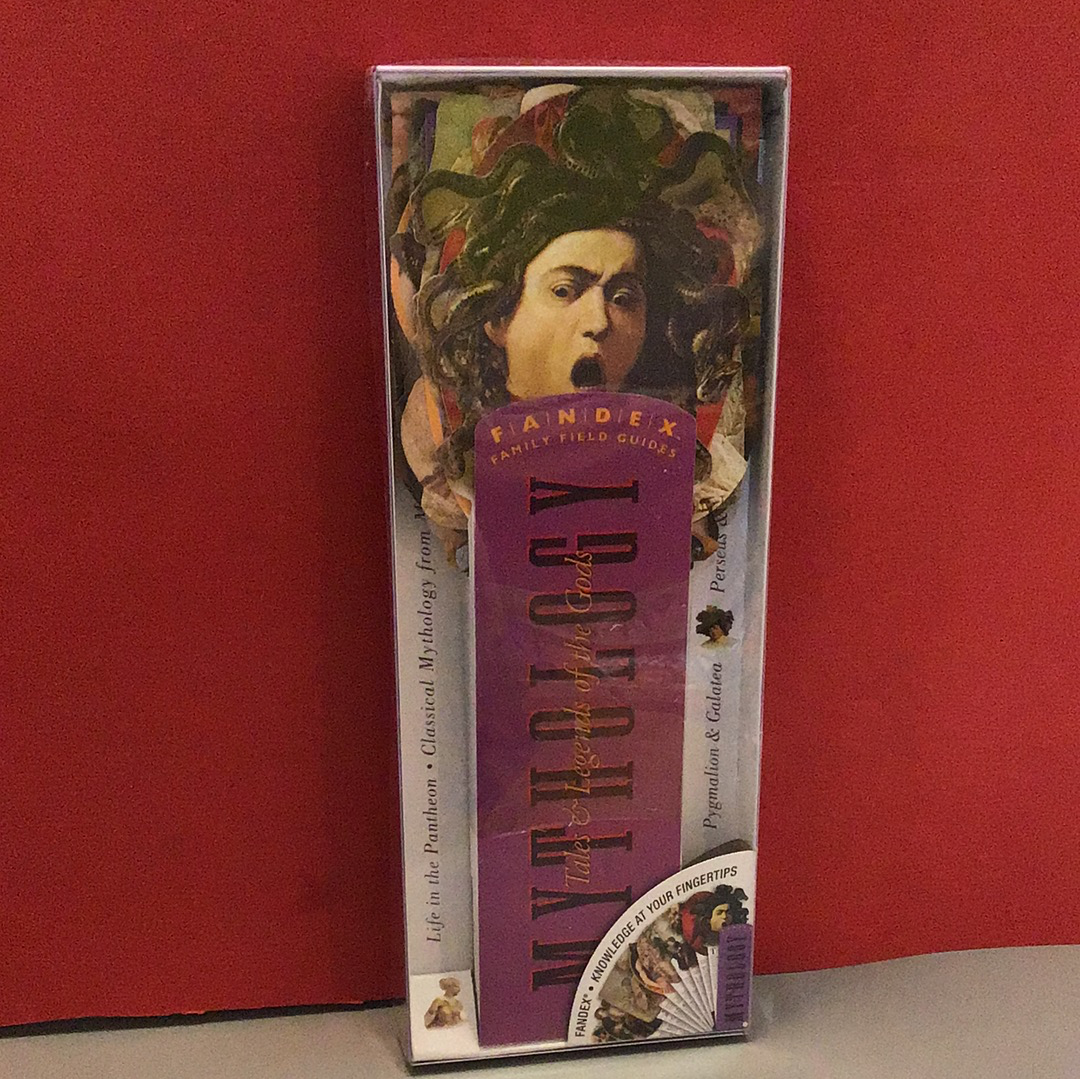 F|A|N|D|E|X
FAMILY FIELD GUIDES
MYTHOLOGY
Tales & Legends of the Gods
Life in the Pantheon • Classical Mythology from
Pygmalion & Galatea
Perseus &
FANDEX® • KNOWLEDGE AT YOUR FINGERTIPS
MYTHOLOGY